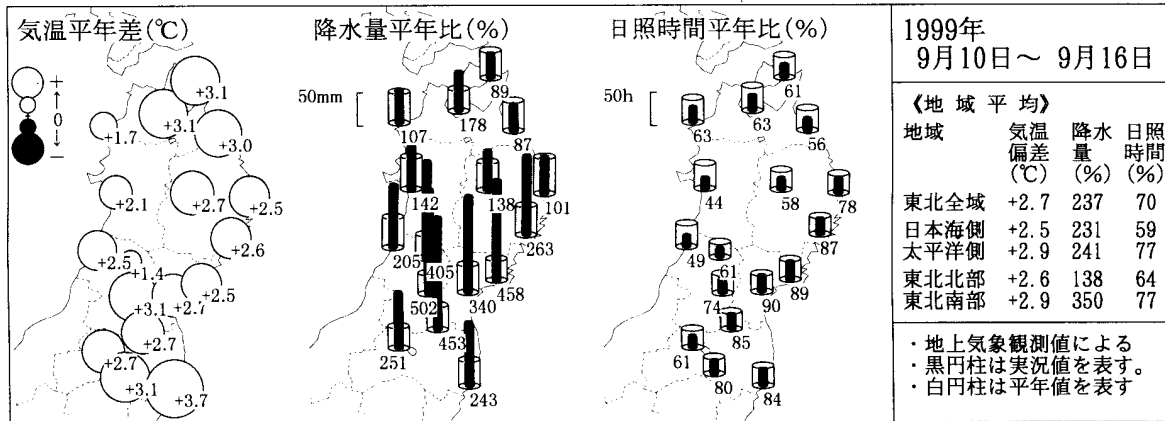 気温平年差(℃)
+
0
−
+3.1
+3.1
+1.7
+3.0
+2.1
+2.7
+2.5
+2.6
+2.5
+1.4
+2.5
+3.1
+2.7
+2.7
+2.7
+3.1
+3.7
降水量平年比(%)
50mm
89
107
178
87
142
138
101
263
205
405
458
502
340
453
251
243
日照時間平年比(%)
50h
61
63
63
56
44
58
78
87
49
61
89
74
90
85
61
80
84
1999年
9月10日～ 9月16日
《地 域 平 均》
地域 気温 降水 日照
偏差 量 時間
(℃) (%) (%)
東北全域 +2.7 237 70
日本海側 +2.5 231 59
太平洋側 +2.9 241 77
東北北部 +2.6 138 64
東北南部 +2.9 350 77
・地上気象観測値による
・黒円柱は実況値を表す。
・白円柱は平年値を表す